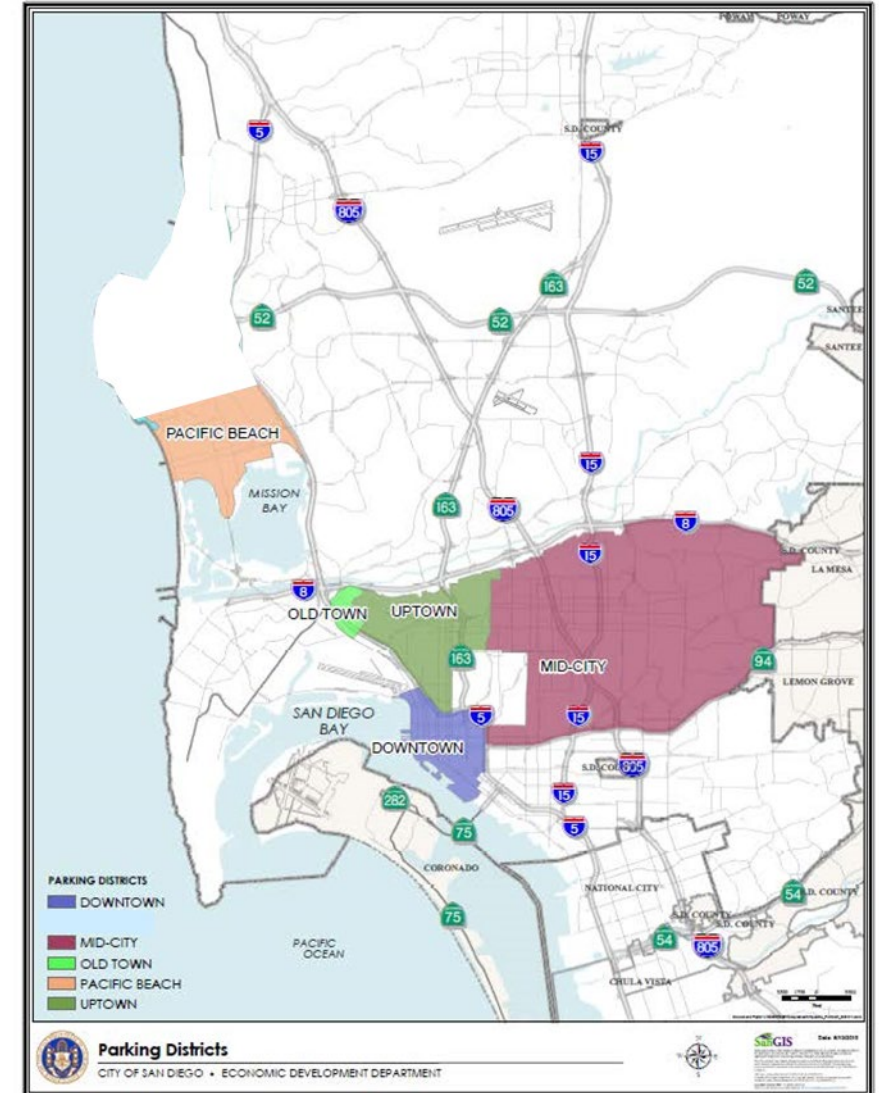 POWAY
POWAY
5
S.D. COUNTY
15
805
163
52
52
52
SANTEE
SANTEE
PACIFIC BEACH
15
MISSION
BAY
163
805
8
15
S.D. COUNTY
LA MESA
8
OLD TOWN
UPTOWN
163
MID-CITY
94
LEMON GROVE
SAN DIEGO
BAY
5
15
DOWNTOWN
805
282
15
5
75
CORONADO
NATIONAL CITY
PARKING DISTRICTS
DOWNTOWN
MID-CITY
OLD TOWN
PACIFIC BEACH
UPTOWN
75
54
S.D. COUNTY
S.D. COUNTY
54
805
PACIFIC
OCEAN
CHULA VISTA
Parking Districts
CITY OF SAN DIEGO • ECONOMIC DEVELOPMENT DEPARTMENT
SanGIS